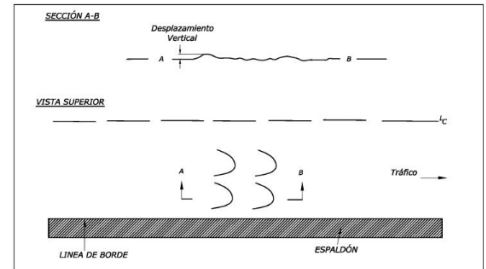 SECCIÓN A-B
Desplazamiento
Vertical
A
B
VISTA SUPERIOR
LC
A
B
Tráfico
LINEA DE BORDE
ESPALDÓN